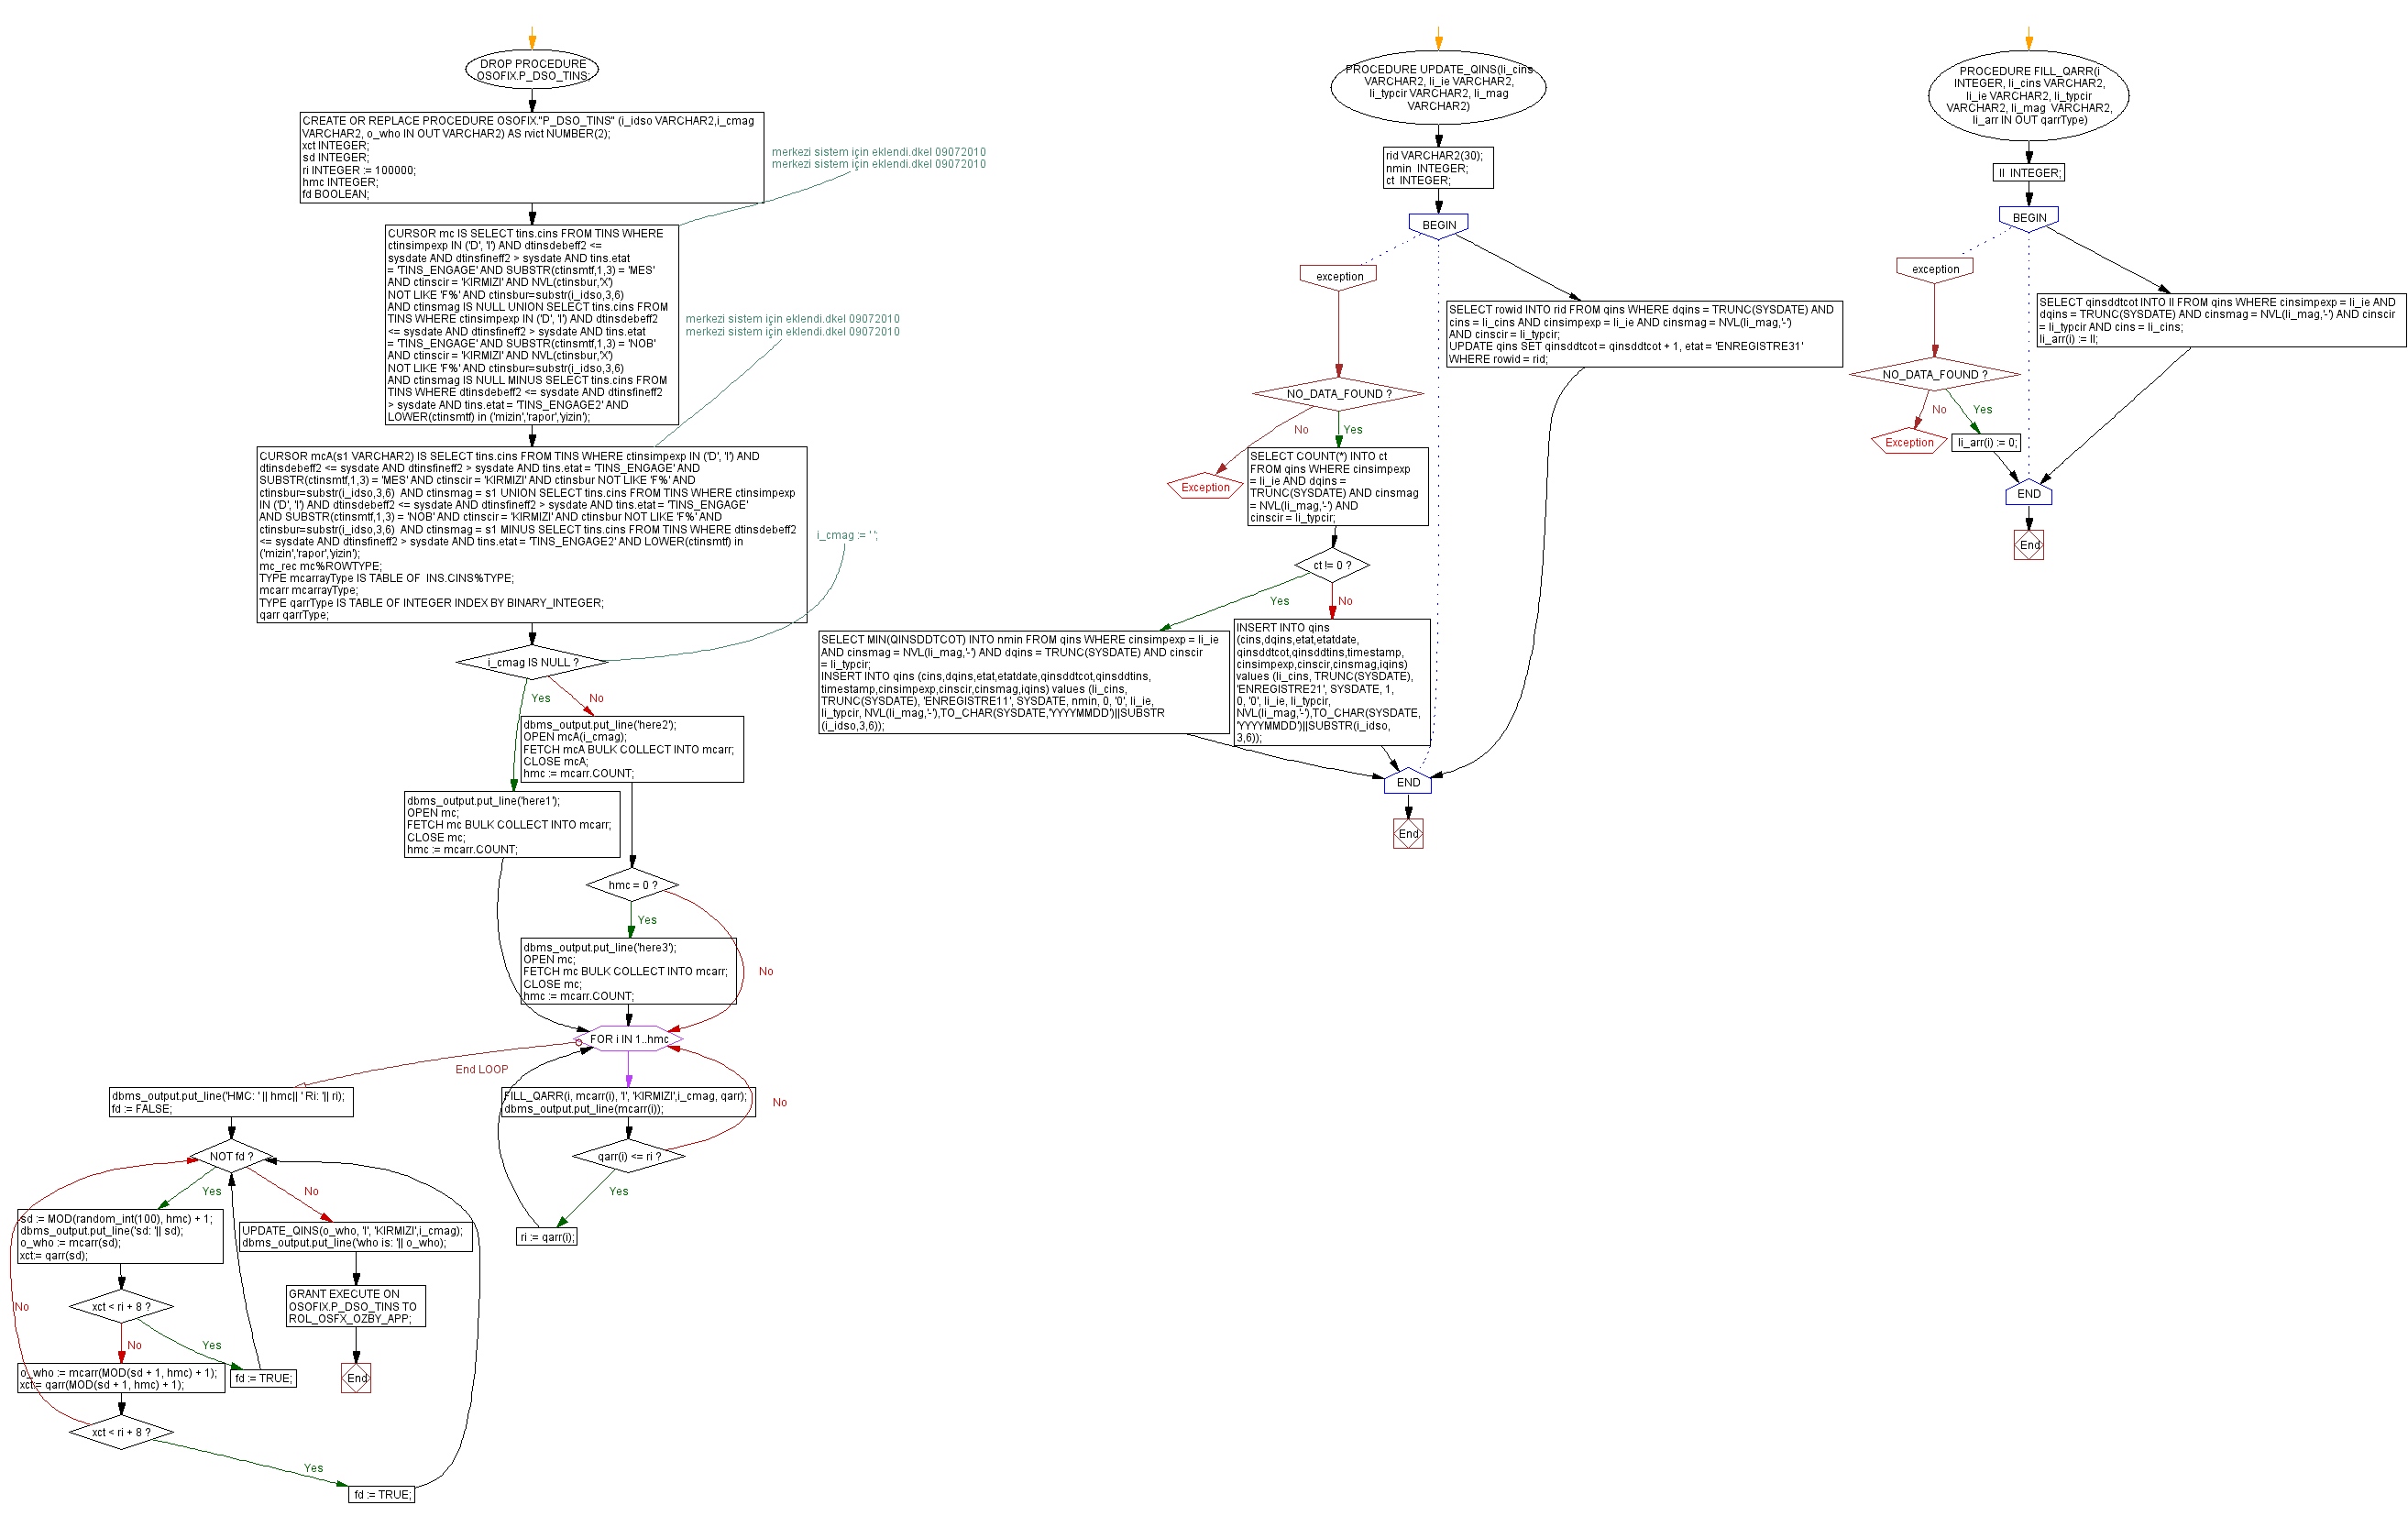 DROP PROCEDURE
OSOFIX.P_DSO_TINS;
CREATE OR REPLACE PROCEDURE OSOFIX."P_DSO_TINS" (i_idso VARCHAR2,i_cmag
VARCHAR2, o_who IN OUT VARCHAR2) AS rvict NUMBER(2);
xct INTEGER;
sd INTEGER;
ri INTEGER := 100000;
hmc INTEGER;
fd BOOLEAN;
merkezi sistem için eklendi.dkel 09072010
merkezi sistem için eklendi.dkel 09072010
CURSOR mc IS SELECT tins.cins FROM TINS WHERE
ctinsimpexp IN ('D', 'I') AND dtinsdebeff2 <=
sysdate AND dtinsfineff2 > sysdate AND tins.etat
= 'TINS_ENGAGE' AND SUBSTR(ctinsmtf,1,3) = 'MES'
AND ctinscir = 'KIRMIZI' AND NVL(ctinsbur,'X')
NOT LIKE 'F%' AND ctinsbur=substr(i_idso,3,6)
AND ctinsmag IS NULL UNION SELECT tins.cins FROM
TINS WHERE ctinsimpexp IN ('D', 'I') AND dtinsdebeff2
<= sysdate AND dtinsfineff2 > sysdate AND tins.etat
= 'TINS_ENGAGE' AND SUBSTR(ctinsmtf,1,3) = 'NOB'
AND ctinscir = 'KIRMIZI' AND NVL(ctinsbur,'X')
NOT LIKE 'F%' AND ctinsbur=substr(i_idso,3,6)
AND ctinsmag IS NULL MINUS SELECT tins.cins FROM
TINS WHERE dtinsdebeff2 <= sysdate AND dtinsfineff2
> sysdate AND tins.etat = 'TINS_ENGAGE2' AND
LOWER(ctinsmtf) in ('mizin','rapor','yizin');
merkezi sistem için eklendi.dkel 09072010
merkezi sistem için eklendi.dkel 09072010
CURSOR mcA(s1 VARCHAR2) IS SELECT tins.cins FROM TINS WHERE ctinsimpexp IN ('D', 'I') AND
dtinsdebeff2 <= sysdate AND dtinsfineff2 > sysdate AND tins.etat = 'TINS_ENGAGE' AND
SUBSTR(ctinsmtf,1,3) = 'MES' AND ctinscir = 'KIRMIZI' AND ctinsbur NOT LIKE 'F%' AND
ctinsbur=substr(i_idso,3,6)  AND ctinsmag = s1 UNION SELECT tins.cins FROM TINS WHERE ctinsimpexp
IN ('D', 'I') AND dtinsdebeff2 <= sysdate AND dtinsfineff2 > sysdate AND tins.etat = 'TINS_ENGAGE'
AND SUBSTR(ctinsmtf,1,3) = 'NOB' AND ctinscir = 'KIRMIZI' AND ctinsbur NOT LIKE 'F%' AND
ctinsbur=substr(i_idso,3,6)  AND ctinsmag = s1 MINUS SELECT tins.cins FROM TINS WHERE dtinsdebeff2
<= sysdate AND dtinsfineff2 > sysdate AND tins.etat = 'TINS_ENGAGE2' AND LOWER(ctinsmtf) in
('mizin','rapor','yizin');
mc_rec mc%ROWTYPE;
TYPE mcarrayType IS TABLE OF  INS.CINS%TYPE;
mcarr mcarrayType;
TYPE qarrType IS TABLE OF INTEGER INDEX BY BINARY_INTEGER;
qarr qarrType;
i_cmag := ' ';
i_cmag IS NULL ?
Yes
No
dbms_output.put_line('here2');
OPEN mcA(i_cmag);
FETCH mcA BULK COLLECT INTO mcarr;
CLOSE mcA;
hmc := mcarr.COUNT;
dbms_output.put_line('here1');
OPEN mc;
FETCH mc BULK COLLECT INTO mcarr;
CLOSE mc;
hmc := mcarr.COUNT;
hmc = 0 ?
Yes
No
dbms_output.put_line('here3');
OPEN mc;
FETCH mc BULK COLLECT INTO mcarr;
CLOSE mc;
hmc := mcarr.COUNT;
FOR i IN 1..hmc
End LOOP
FILL_QARR(i, mcarr(i), 'I', 'KIRMIZI',i_cmag, qarr);
dbms_output.put_line(mcarr(i));
No
qarr(i) <= ri ?
Yes
ri := qarr(i);
dbms_output.put_line('HMC: ' || hmc|| ' Ri: '|| ri);
fd := FALSE;
NOT fd ?
Yes
No
sd := MOD(random_int(100), hmc) + 1;
dbms_output.put_line('sd: '|| sd);
o_who := mcarr(sd);
xct:= qarr(sd);
UPDATE_QINS(o_who, 'I', 'KIRMIZI',i_cmag);
dbms_output.put_line('who is: '|| o_who);
GRANT EXECUTE ON
OSOFIX.P_DSO_TINS TO
ROL_OSFX_OZBY_APP;
End
xct < ri + 8 ?
No
No
Yes
o_who := mcarr(MOD(sd + 1, hmc) + 1);
xct:= qarr(MOD(sd + 1, hmc) + 1);
fd := TRUE;
xct < ri + 8 ?
Yes
fd := TRUE;
PROCEDURE UPDATE_QINS(li_cins
VARCHAR2, li_ie VARCHAR2,
li_typcir VARCHAR2, li_mag
VARCHAR2)
rid VARCHAR2(30);
nmin  INTEGER;
ct  INTEGER;
BEGIN
exception
SELECT rowid INTO rid FROM qins WHERE dqins = TRUNC(SYSDATE) AND
cins = li_cins AND cinsimpexp = li_ie AND cinsmag = NVL(li_mag,'-')
AND cinscir = li_typcir;
UPDATE qins SET qinsddtcot = qinsddtcot + 1, etat = 'ENREGISTRE31'
WHERE rowid = rid;
NO_DATA_FOUND ?
No
Yes
Exception
SELECT COUNT(*) INTO ct
FROM qins WHERE cinsimpexp
= li_ie AND dqins =
TRUNC(SYSDATE) AND cinsmag
= NVL(li_mag,'-') AND
cinscir = li_typcir;
ct != 0 ?
Yes
No
SELECT MIN(QINSDDTCOT) INTO nmin FROM qins WHERE cinsimpexp = li_ie
AND cinsmag = NVL(li_mag,'-') AND dqins = TRUNC(SYSDATE) AND cinscir
= li_typcir;
INSERT INTO qins (cins,dqins,etat,etatdate,qinsddtcot,qinsddtins,
timestamp,cinsimpexp,cinscir,cinsmag,iqins) values (li_cins,
TRUNC(SYSDATE), 'ENREGISTRE11', SYSDATE, nmin, 0, '0', li_ie,
li_typcir, NVL(li_mag,'-'),TO_CHAR(SYSDATE,'YYYYMMDD')||SUBSTR
(i_idso,3,6));
INSERT INTO qins
(cins,dqins,etat,etatdate,
qinsddtcot,qinsddtins,timestamp,
cinsimpexp,cinscir,cinsmag,iqins)
values (li_cins, TRUNC(SYSDATE),
'ENREGISTRE21', SYSDATE, 1,
0, '0', li_ie, li_typcir,
NVL(li_mag,'-'),TO_CHAR(SYSDATE,
'YYYYMMDD')||SUBSTR(i_idso,
3,6));
END
End
PROCEDURE FILL_QARR(i
INTEGER, li_cins VARCHAR2,
li_ie VARCHAR2, li_typcir
VARCHAR2, li_mag  VARCHAR2,
li_arr IN OUT qarrType)
ll  INTEGER;
BEGIN
exception
SELECT qinsddtcot INTO ll FROM qins WHERE cinsimpexp = li_ie AND
dqins = TRUNC(SYSDATE) AND cinsmag = NVL(li_mag,'-') AND cinscir
= li_typcir AND cins = li_cins;
li_arr(i) := ll;
NO_DATA_FOUND ?
No
Yes
Exception
li_arr(i) := 0;
END
End